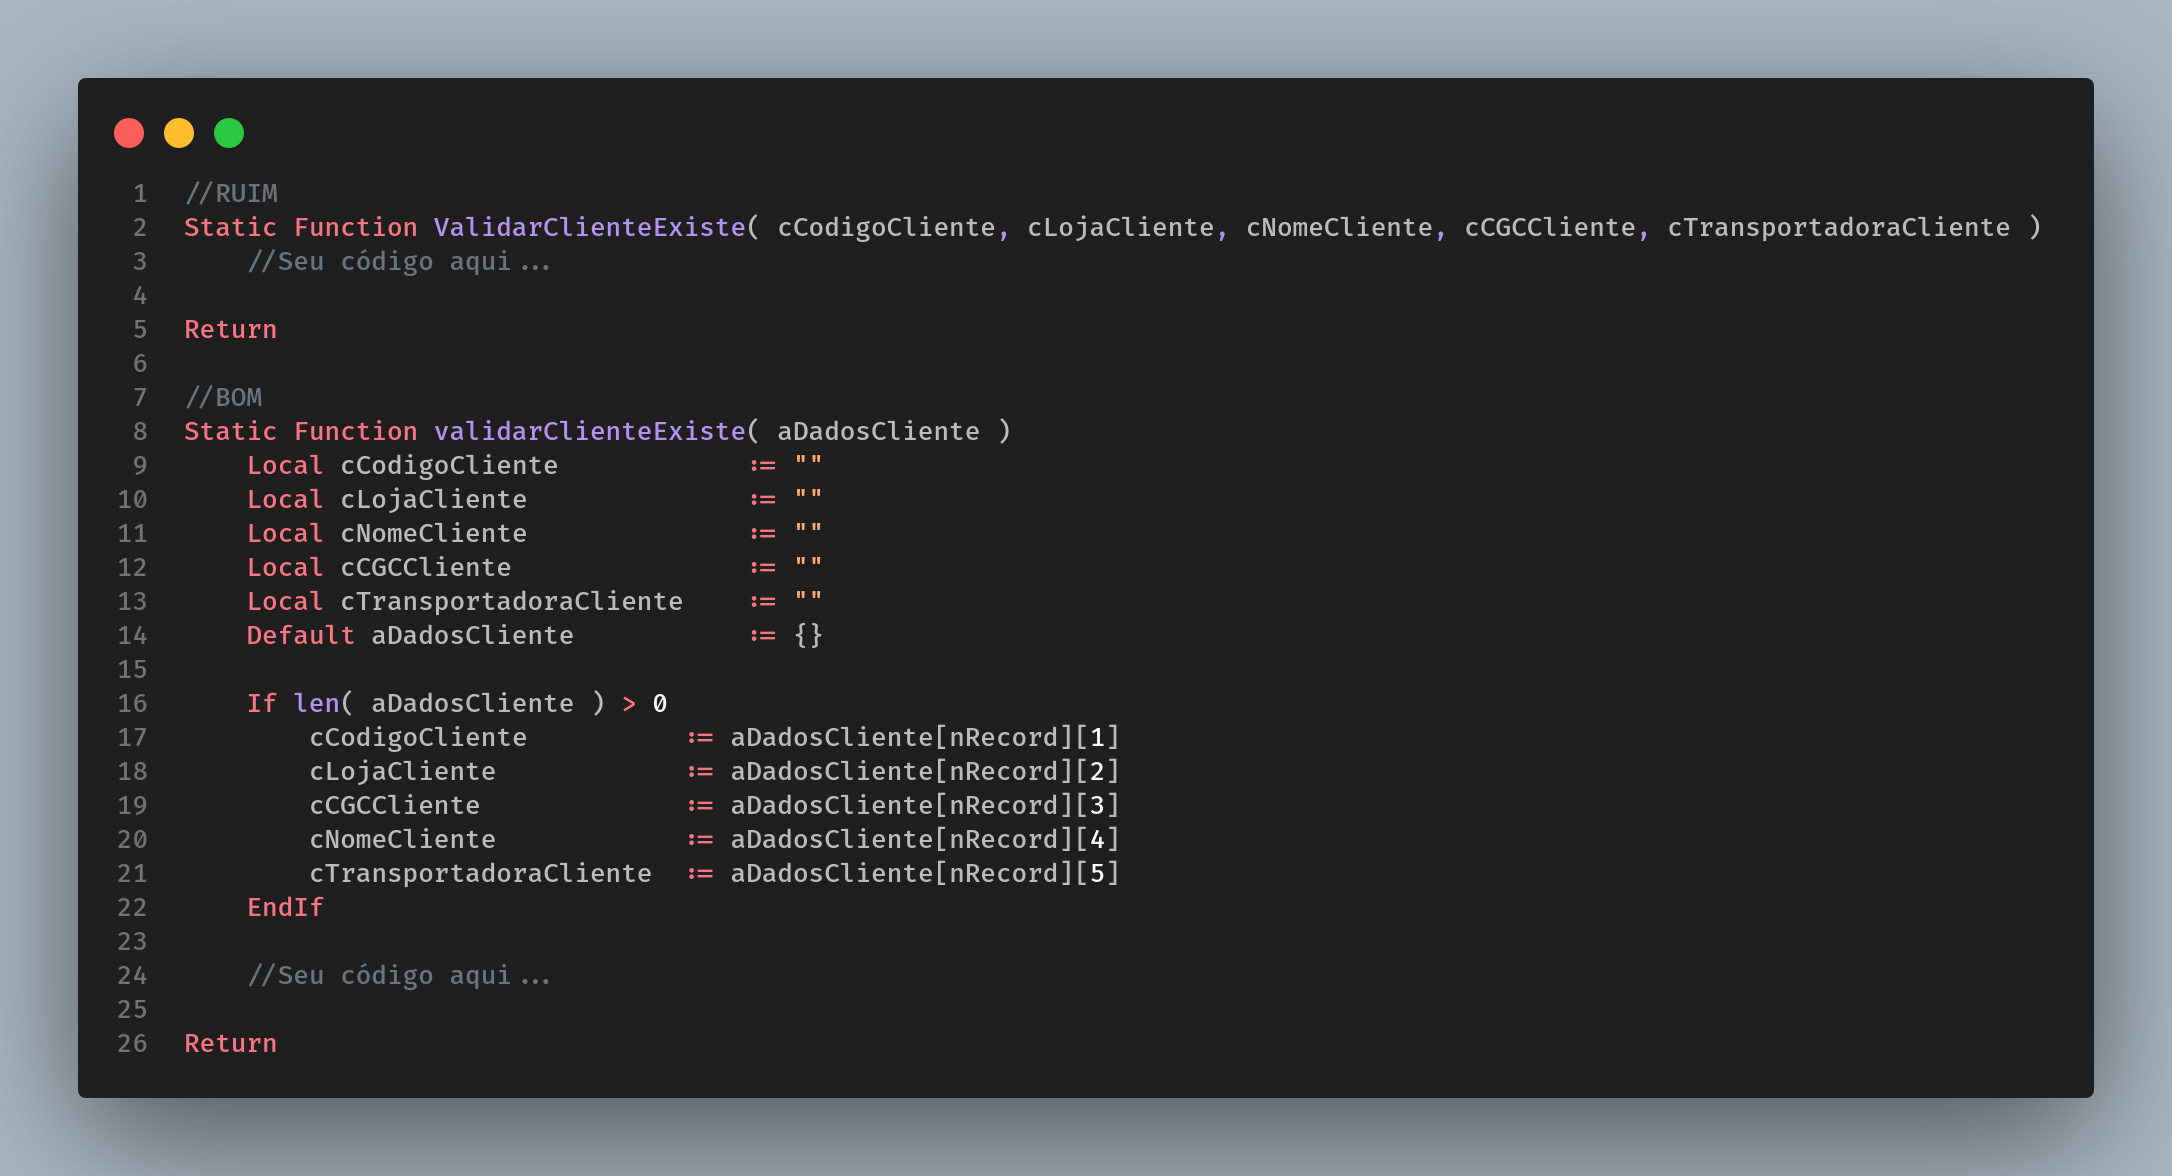 1 //RUIM
2 Static Function ValidarClienteExiste( cCodigoCliente, cLojaCliente, cNomeCliente, cCGCCliente, cTransportadoraCliente )
3     //Seu código aqui...
4
5 Return
6
7 //BOM
8 Static Function validarClienteExiste( aDadosCliente )
9     Local cCodigoCliente            := ""
10     Local cLojaCliente              := ""
11     Local cNomeCliente              := ""
12     Local cCGCCliente               := ""
13     Local cTransportadoraCliente    := ""
14     Default aDadosCliente           := {}
15
16     If len( aDadosCliente ) > 0
17         cCodigoCliente          := aDadosCliente[nRecord][1]
18         cLojaCliente            := aDadosCliente[nRecord][2]
19         cCGCCliente             := aDadosCliente[nRecord][3]
20         cNomeCliente            := aDadosCliente[nRecord][4]
21         cTransportadoraCliente  := aDadosCliente[nRecord][5]
22     EndIf
23
24     //Seu código aqui...
25
26 Return